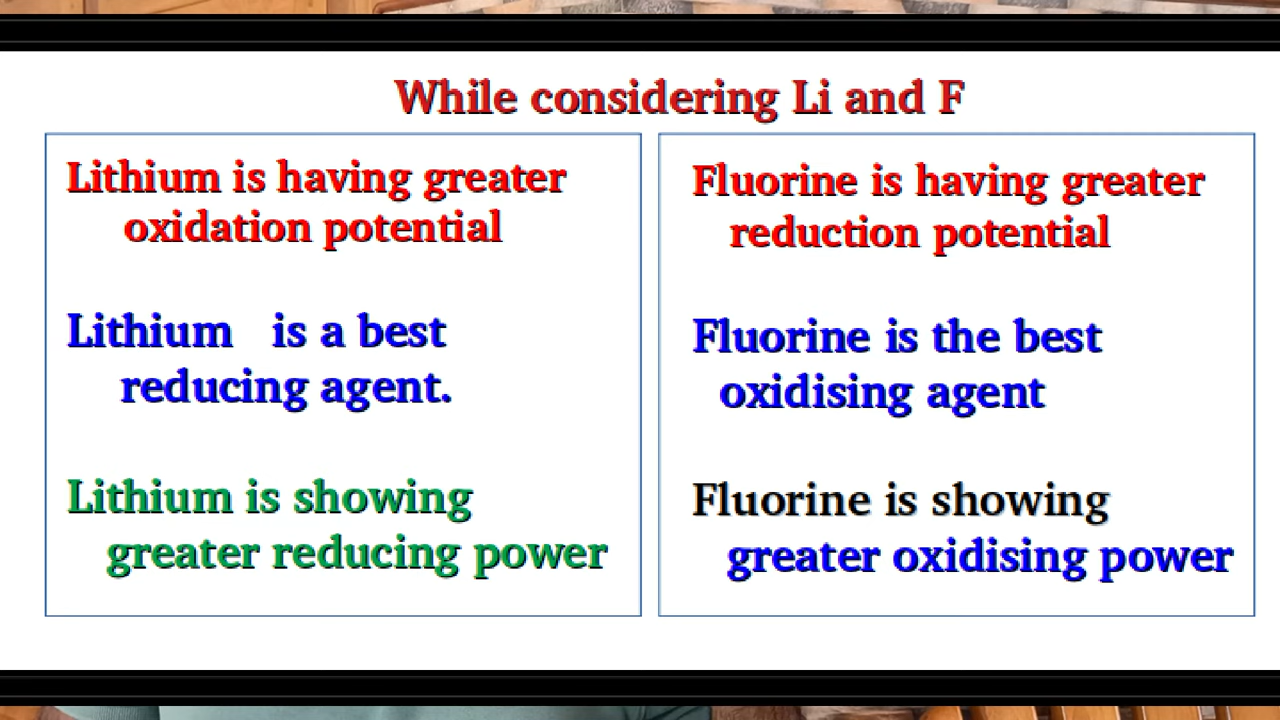 While considering Li and F
Lithium is having greater
oxidation potential
Lithium is a best
reducing agent.
Lithium is showing
greater reducing power
Fluorine is having greater
reduction potential
Fluorine is the best
oxidising agent
Fluorine is showing
greater oxidising power